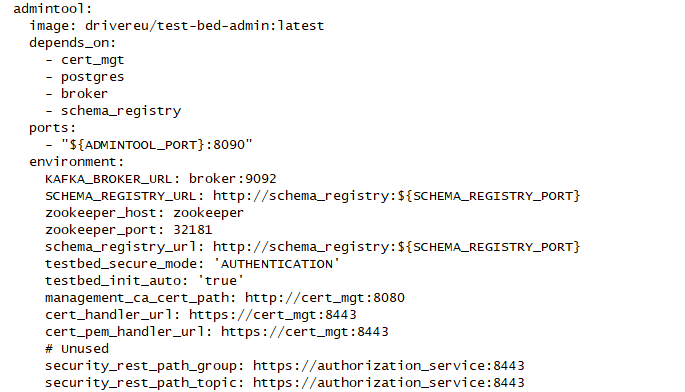 admintool:
  image: drivereu/test-bed-admin:latest
  depends_on:
    - cert_mgt
    - postgres
    - broker
    - schema_registry
  ports:
    - "${ADMINTOOL_PORT}:8090"
  environment:
    KAFKA_BROKER_URL: broker:9092
    SCHEMA_REGISTRY_URL: http://schema_registry:${SCHEMA_REGISTRY_PORT}
    zookeeper_host: zookeeper
    zookeeper_port: 32181
    schema_registry_url: http://schema_registry:${SCHEMA_REGISTRY_PORT}
    testbed_secure_mode: 'AUTHENTICATION'
    testbed_init_auto: 'true'
    management_ca_cert_path: http://cert_mgt:8080
    cert_handler_url: https://cert_mgt:8443
    cert_pem_handler_url: https://cert_mgt:8443
    # Unused
    security_rest_path_group: https://authorization_service:8443
    security_rest_path_topic: https://authorization_service:8443